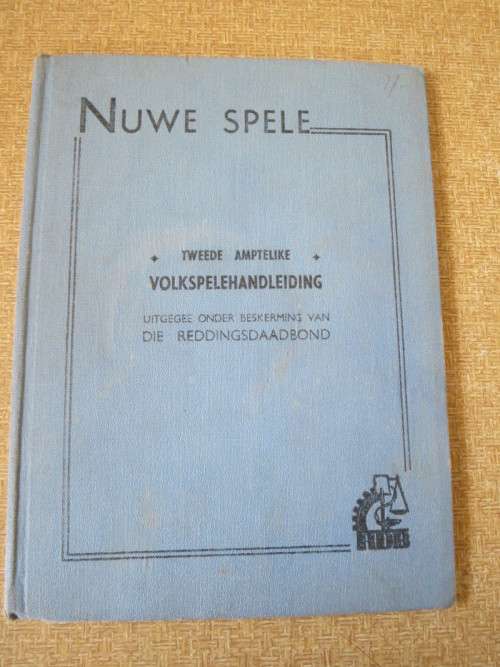 NUWE SPELE
TWEEDE AMPTELIKE
VOLKSPELEHANDLEIDING
UITGEGEE ONDER BESKERMING VAN
DIE REDDINGSDAADBOND
RDB